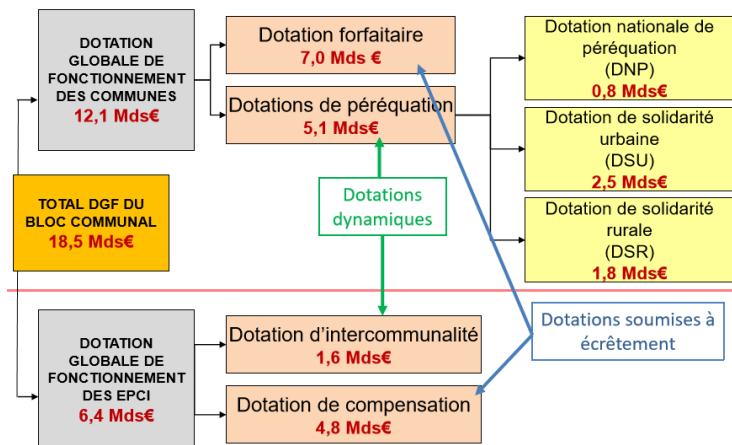 DOTATION
GLOBALE DE
FONCTIONNEMENT
DES COMMUNES
12,1 Mds€
Dotation forfaitaire
7,0 Mds €
Dotations de péréquation
5,1 Mds€
Dotation nationale de
péréquation
(DNP)
0,8 Mds€
Dotation de solidarité
urbaine
(DSU)
2,5 Mds€
Dotation de solidarité
rurale
(DSR)
1,8 Mds€
TOTAL DGF DU
BLOC COMMUNAL
18,5 Mds€
Dotations
dynamiques
DOTATION
GLOBALE DE
FONCTIONNEMENT
DES EPCI
6,4 Mds€
Dotation d'intercommunalité
1,6 Mds€
Dotation de compensation
4,8 Mds€
Dotations soumises à
écrêtement